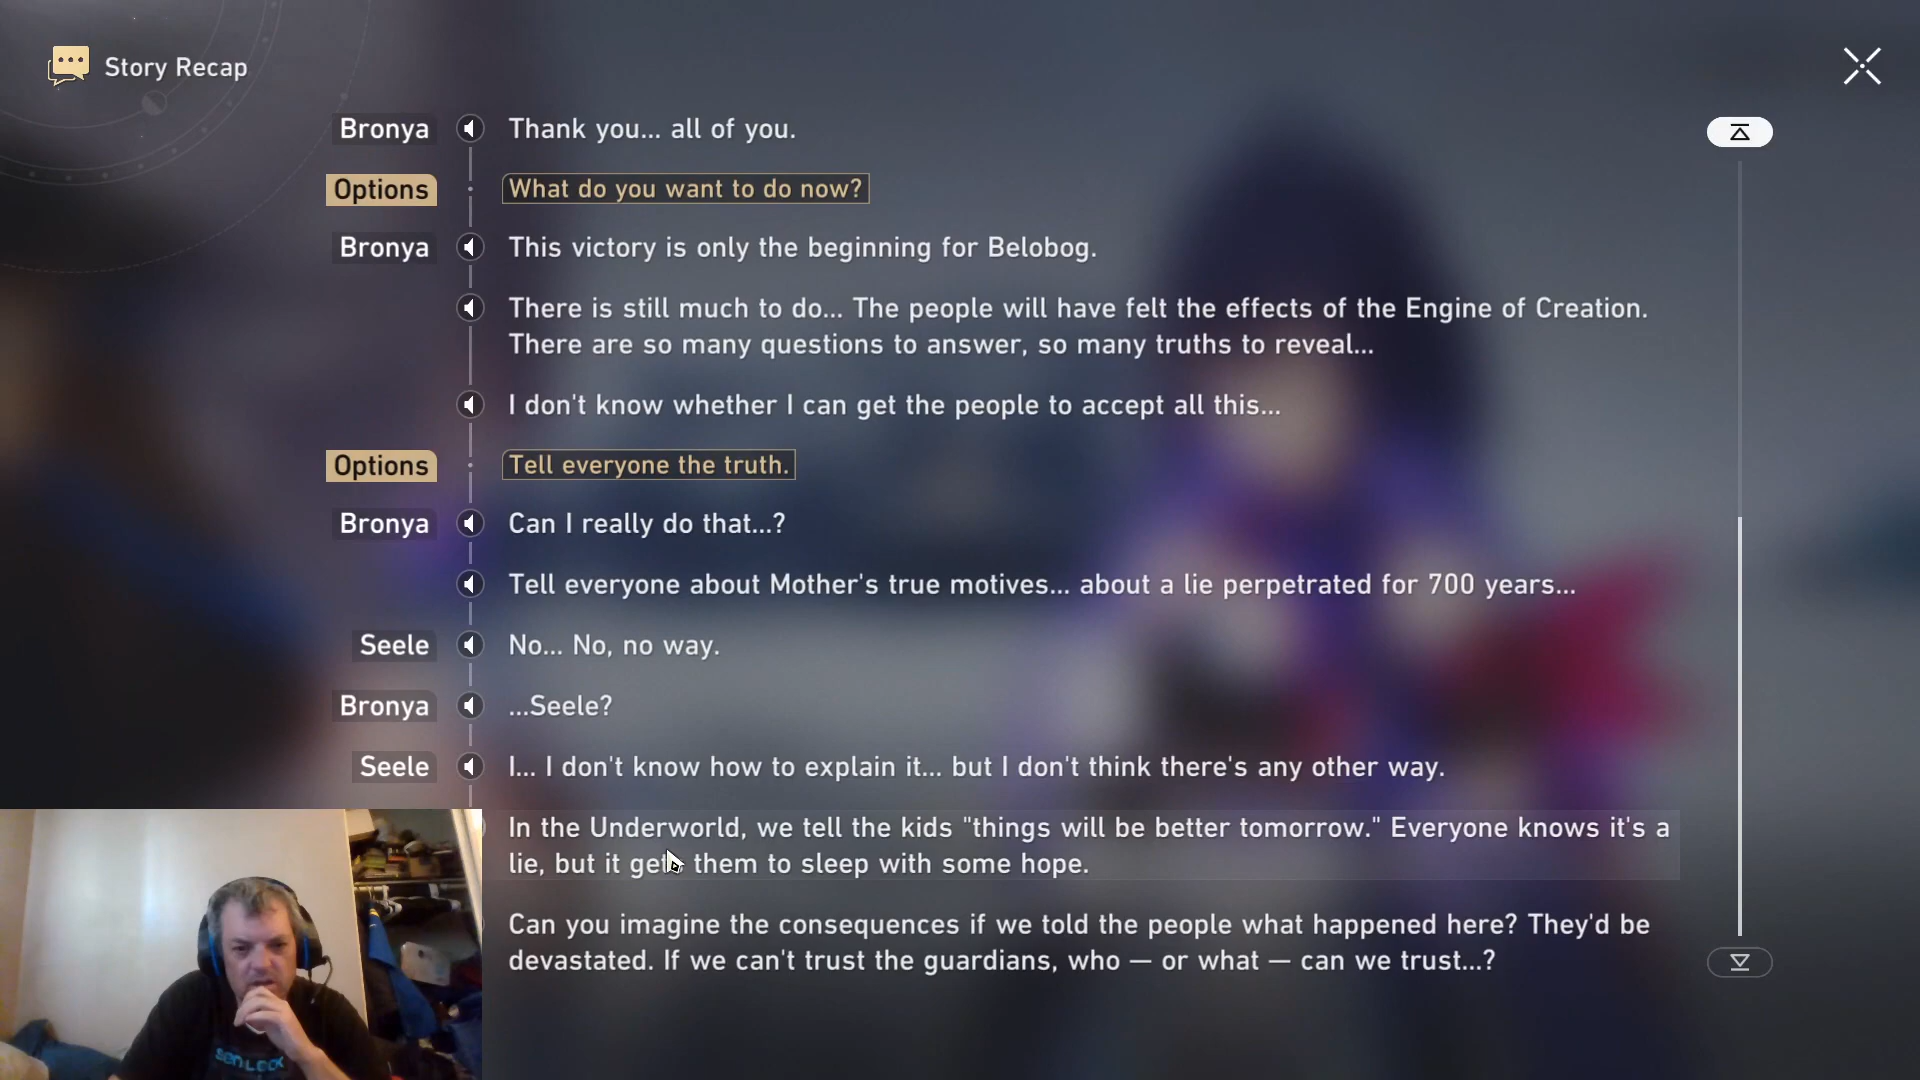 Story Recap
Bronya
Thank you... all of you.
Options
What do you want to do now?
Bronya
This victory is only the beginning for Belobog.
There is still much to do... The people will have felt the effects of the Engine of Creation.
There are so many questions to answer, so many truths to reveal...
I don't know whether I can get the people to accept all this...
Options
Tell everyone the truth.
Bronya
Can I really do that...?
Tell everyone about Mother's true motives... about a lie perpetrated for 700 years...
Seele
No... No, no way.
Bronya
...Seele?
Seele
I... I don't know how to explain it... but I don't think there's any other way.
In the Underworld, we tell the kids "things will be better tomorrow." Everyone knows it's a
lie, but it gets them to sleep with some hope.
Can you imagine the consequences if we told the people what happened here? They'd be
devastated. If we can't trust the guardians, who — or what — can we trust...?